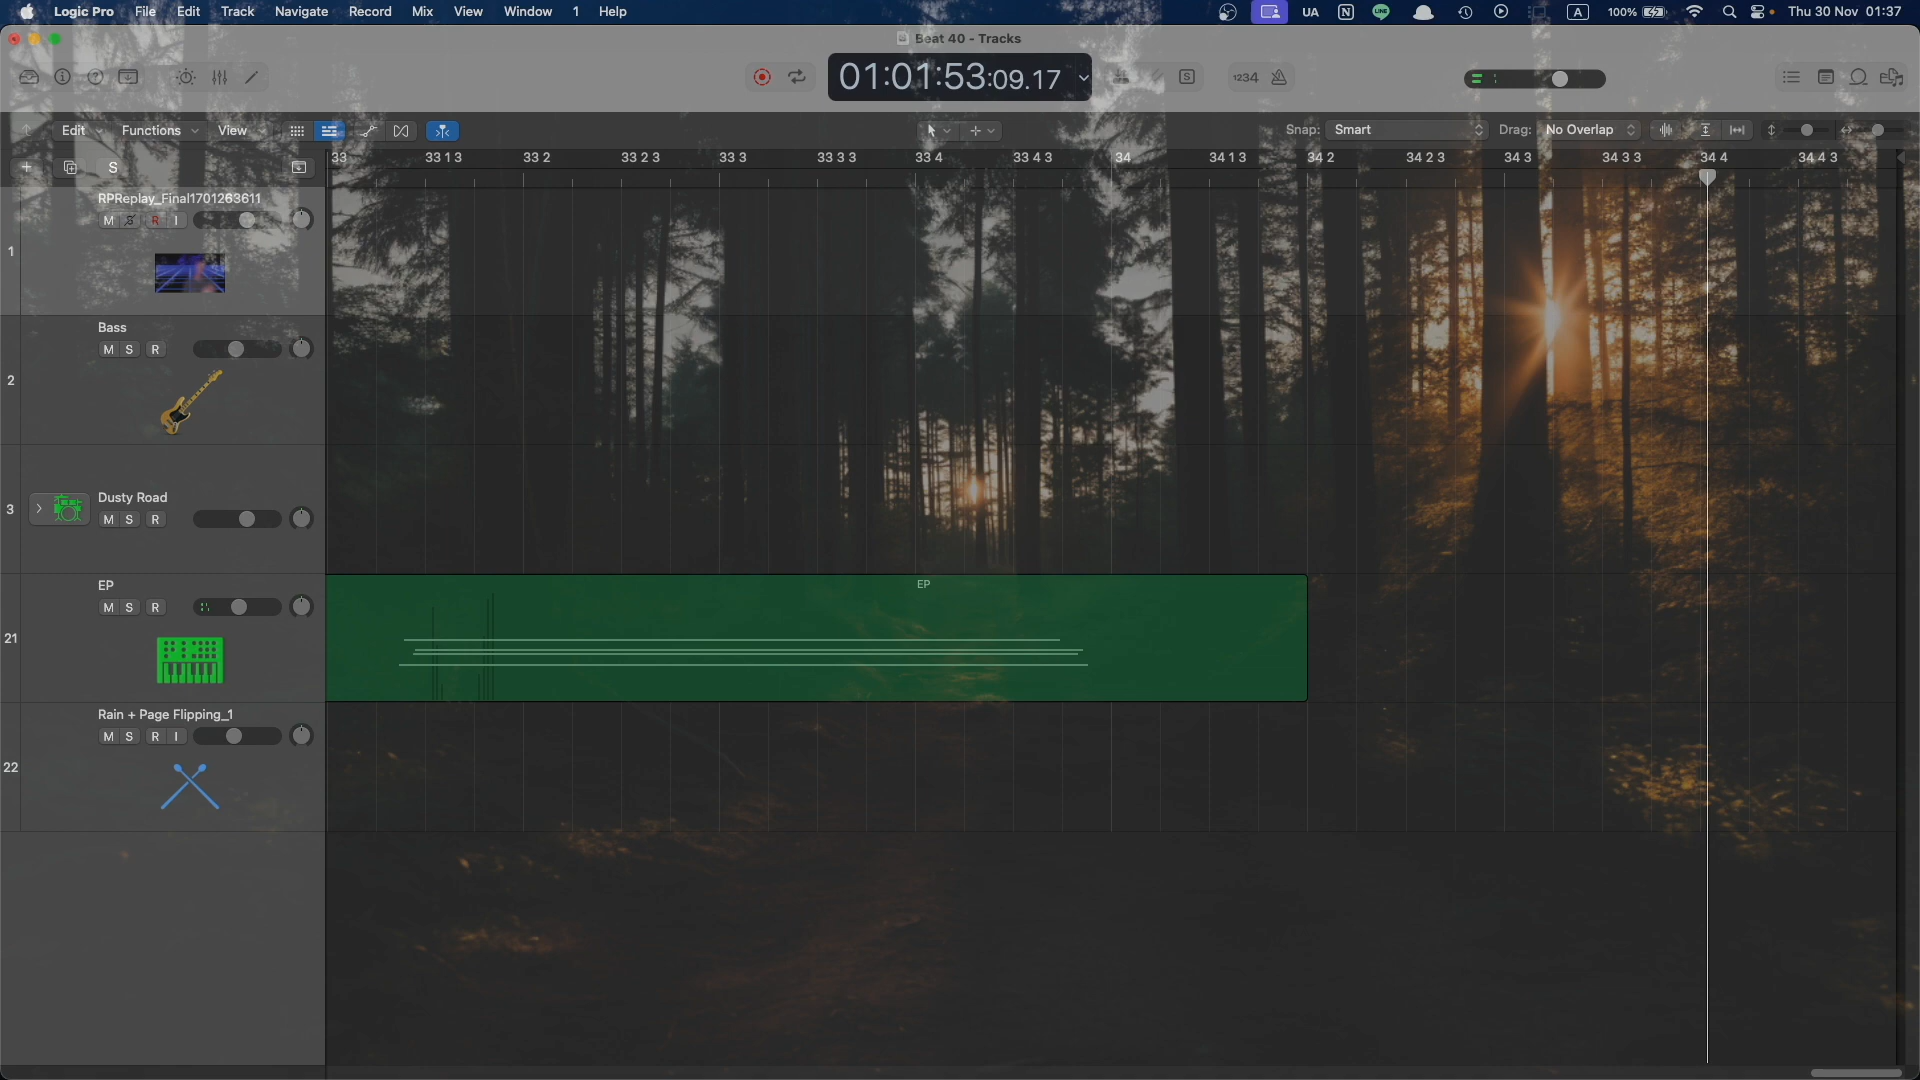 Logic Pro File Edit Track Navigate Record Mix View Window 1 Help UA A 100% Thu 30 Nov 01:37
Beat 40 - Tracks
01:01:53:09.17 S 1234
Edit Functions View Snap: Smart Drag: No Overlap
S 33 33 1 3 33 2 33 2 3 33 3 33 3 3 33 4 33 4 3 34 34 1 3 34 2 34 2 3 34 3 34 3 3 34 4 34 4 3
RPReplay_Final1701263611
M S R I
1
Bass
M S R
2
Dusty Road
3
M S R
EP EP
M S R
21
Rain + Page Flipping_1
M S R I
22